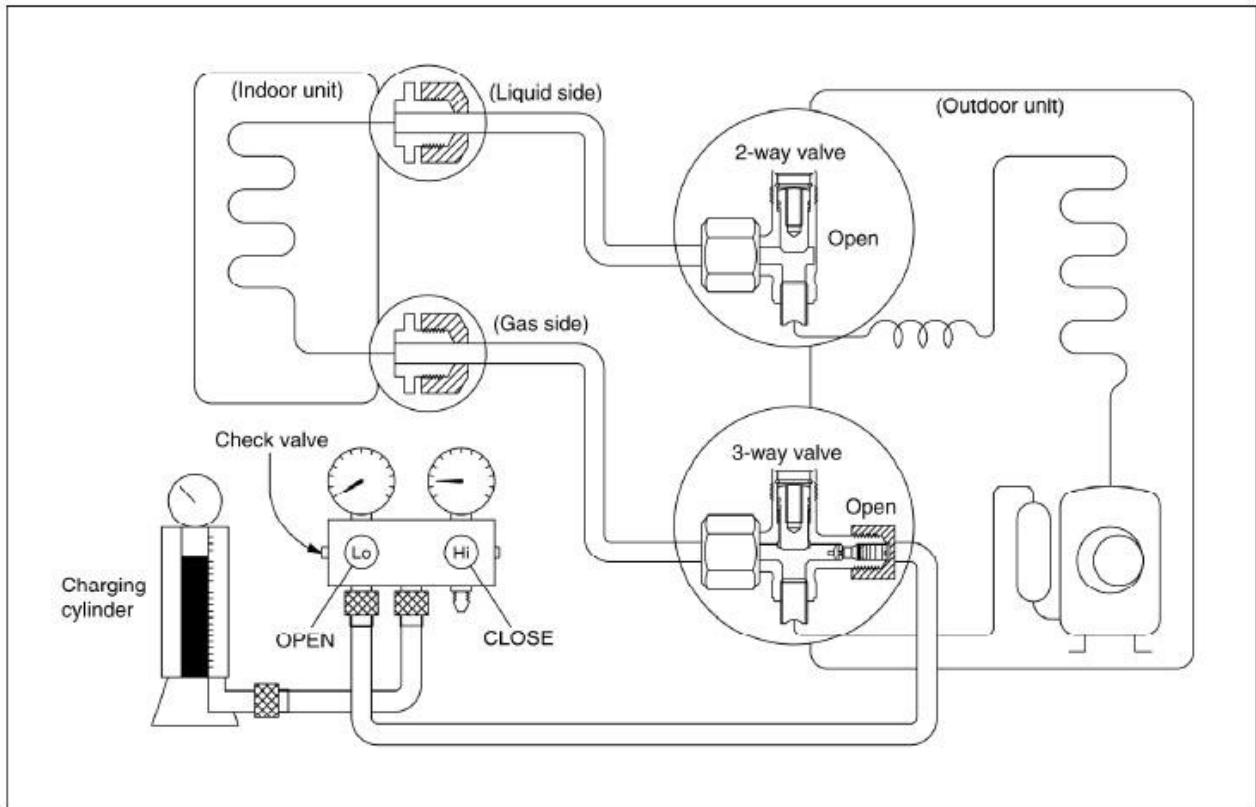 (Indoor unit)
(Liquid side)
(Outdoor unit)
2-way valve
Open
(Gas side)
Check valve
3-way valve
Open
Lo
Hi
Charging
cylinder
OPEN
CLOSE